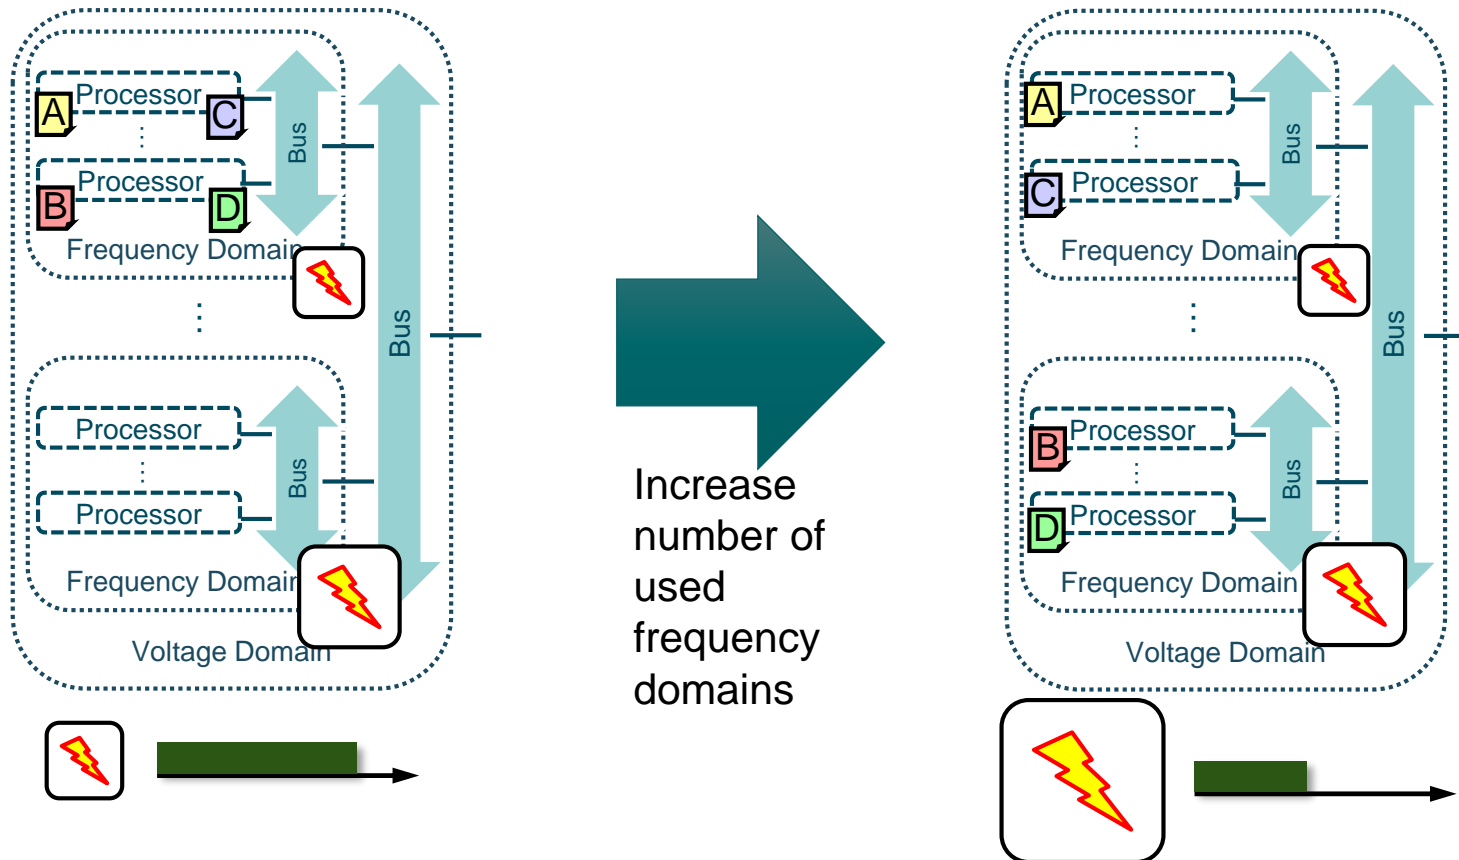 Processor
A
C
⋮
Processor
B
D
Bus
Frequency Domain
⋮
Processor
⋮
Processor
Bus
Frequency Domain
Bus
Voltage Domain
Increase
number of
used
frequency
domains
Processor
A
⋮
Processor
C
Bus
Frequency Domain
⋮
Processor
B
⋮
Processor
D
Bus
Frequency Domain
Bus
Voltage Domain